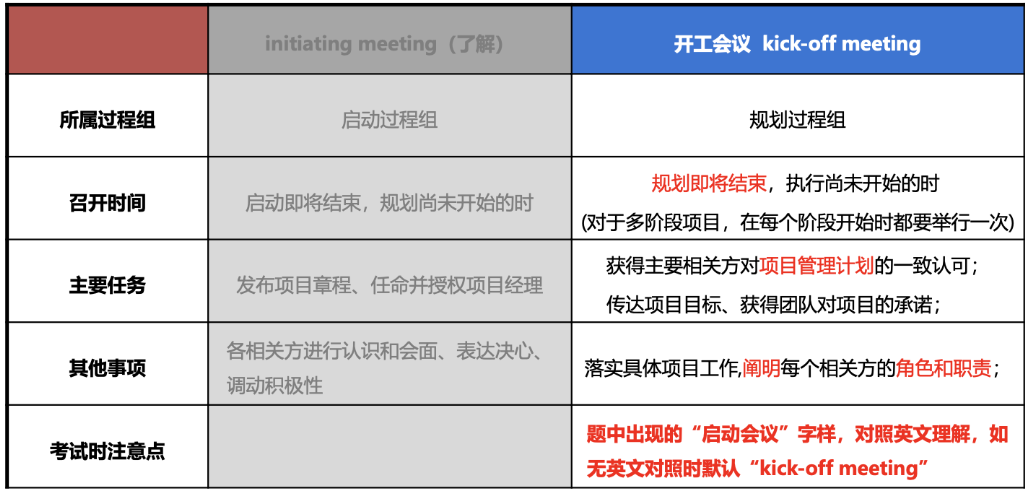 initiating meeting（了解）
开工会议 kick-off meeting
所属过程组
启动过程组
规划过程组
召开时间
启动即将结束，规划尚未开始的时
规划即将结束，执行尚未开始的时
(对于多阶段项目，在每个阶段开始时都要举行一次)
主要任务
发布项目章程、任命并授权项目经理
获得主要相关方对项目管理计划的一致认可；
传达项目目标、获得团队对项目的承诺；
其他事项
各相关方进行认识和会面、表达决心、
调动积极性
落实具体项目工作,阐明每个相关方的角色和职责；
考试时注意点
题中出现的“启动会议”字样，对照英文理解，如
无英文对照时默认“kick-off meeting”